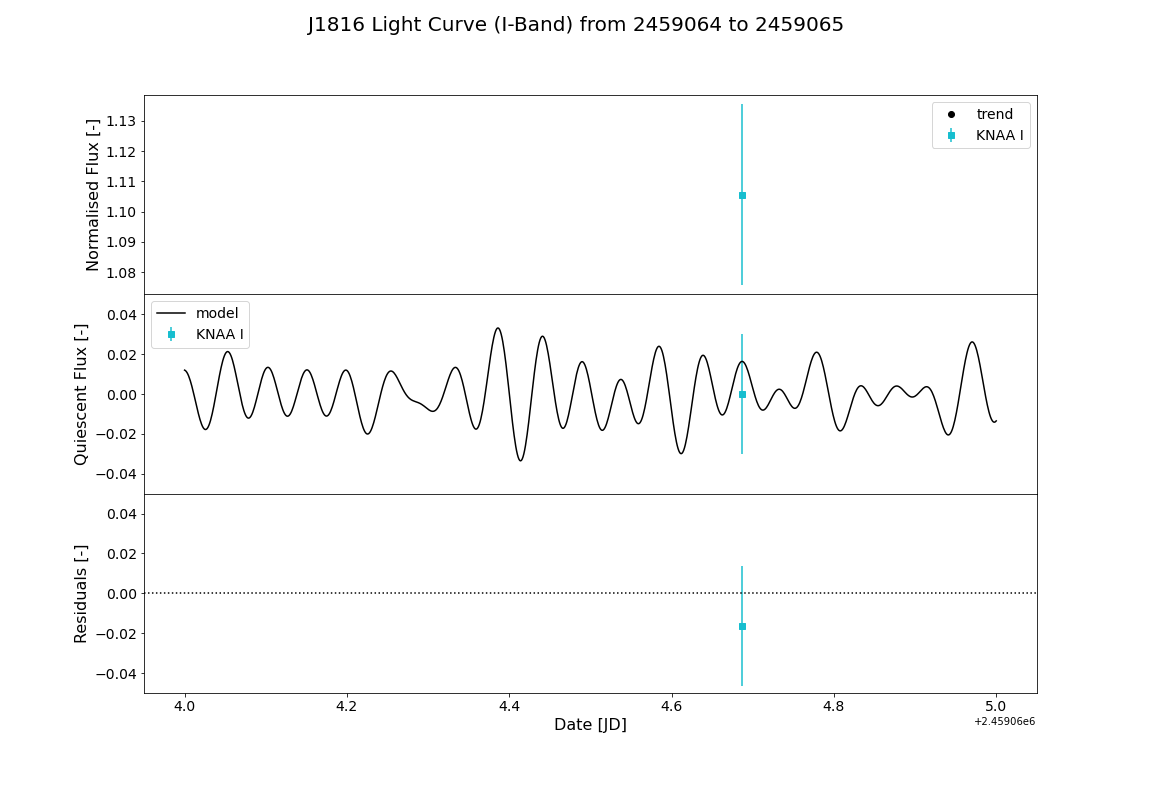 J1816 Light Curve (I-Band) from 2459064 to 2459065
Normalised Flux [-]
1.13
1.12
1.11
1.10
1.09
1.08
trend
KNAA I
Quiescent Flux [-]
0.04
0.02
0.00
−0.02
−0.04
model
KNAA I
Residuals [-]
0.04
0.02
0.00
−0.02
−0.04
4.0 4.2 4.4 4.6 4.8 5.0
+2.45906e6
Date [JD]